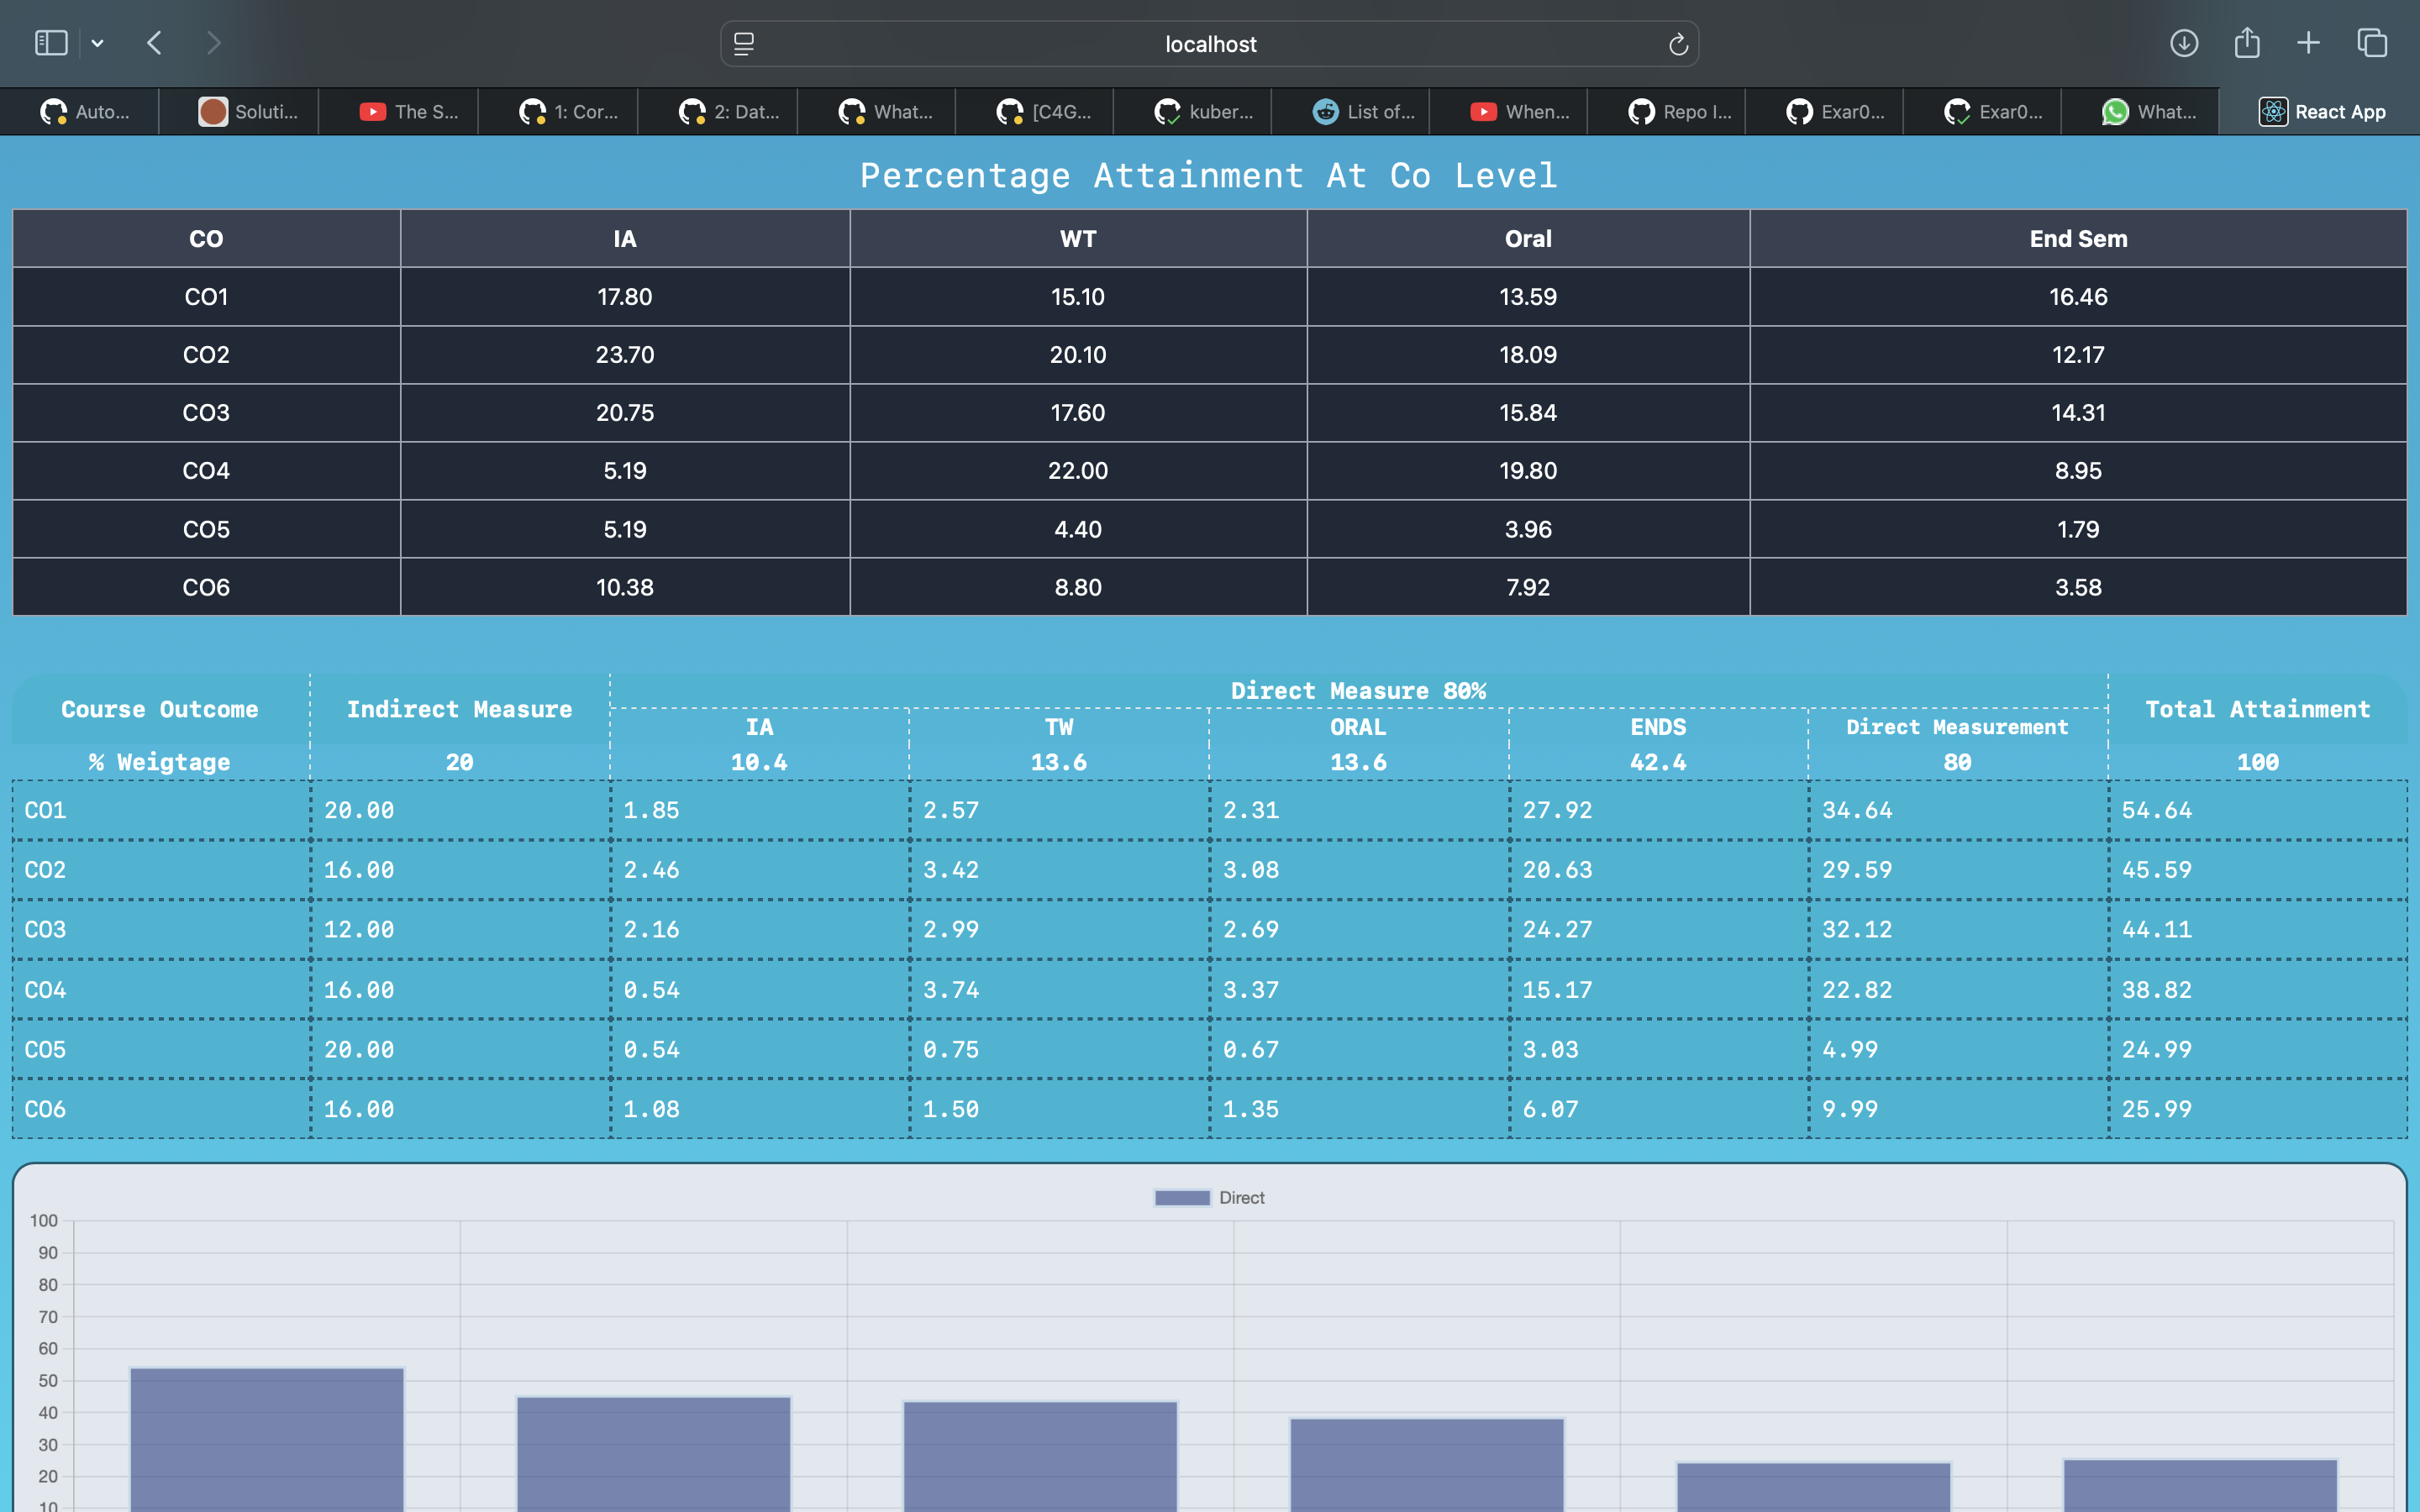 localhost
Auto...
Soluti...
The S...
1: Cor...
2: Dat...
What...
[C4G...
kuber...
List of...
When...
Repo I...
Exar0...
Exar0...
What...
React App
Percentage Attainment At Co Level
CO IA WT Oral End Sem
CO1 17.80 15.10 13.59 16.46
CO2 23.70 20.10 18.09 12.17
CO3 20.75 17.60 15.84 14.31
CO4 5.19 22.00 19.80 8.95
CO5 5.19 4.40 3.96 1.79
CO6 10.38 8.80 7.92 3.58
Direct Measure 80%
Course Outcome Indirect Measure Total Attainment
IA TW ORAL ENDS Direct Measurement
% Weigtage 20 10.4 13.6 13.6 42.4 80 100
CO1 20.00 1.85 2.57 2.31 27.92 34.64 54.64
CO2 16.00 2.46 3.42 3.08 20.63 29.59 45.59
CO3 12.00 2.16 2.99 2.69 24.27 32.12 44.11
CO4 16.00 0.54 3.74 3.37 15.17 22.82 38.82
CO5 20.00 0.54 0.75 0.67 3.03 4.99 24.99
CO6 16.00 1.08 1.50 1.35 6.07 9.99 25.99
Direct
100
90
80
70
60
50
40
30
20
10